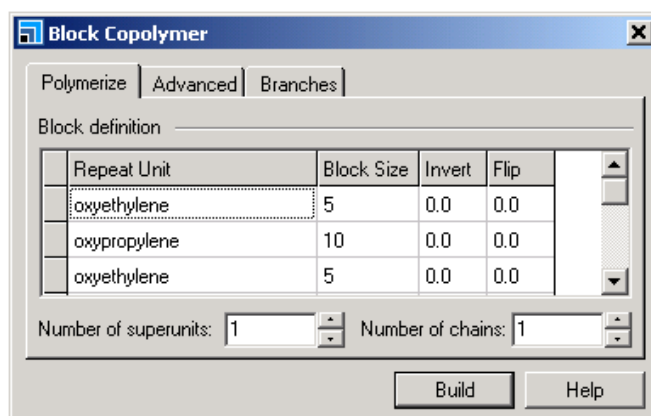 Block Copolymer
Polymerize Advanced Branches
Block definition
Repeat Unit Block Size Invert Flip
oxyethylene 5 0.0 0.0
oxypropylene 10 0.0 0.0
oxyethylene 5 0.0 0.0
Number of superunits: 1 Number of chains: 1
Build Help